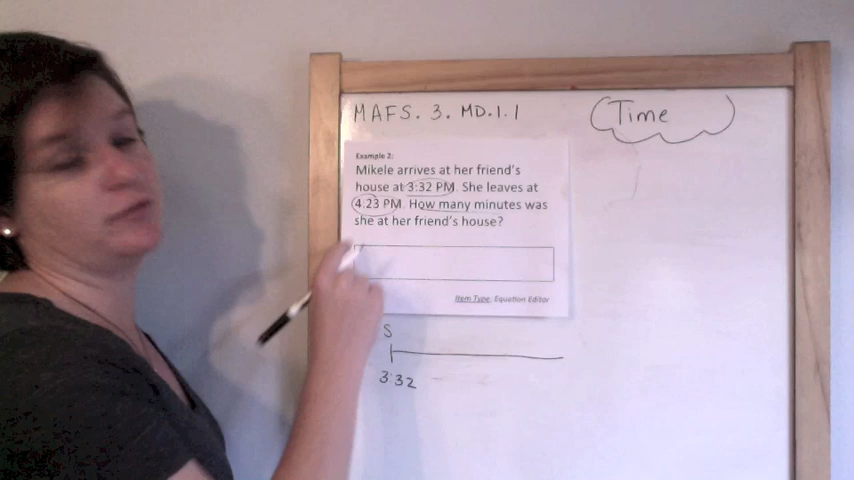 MAFS. 3. MD.1.1
Time
Example 2:
Mikele arrives at her friend's
house at 3:32 PM. She leaves at
4:23 PM. How many minutes was
she at her friend's house?
Item Type: Equation Editor
S
3:32